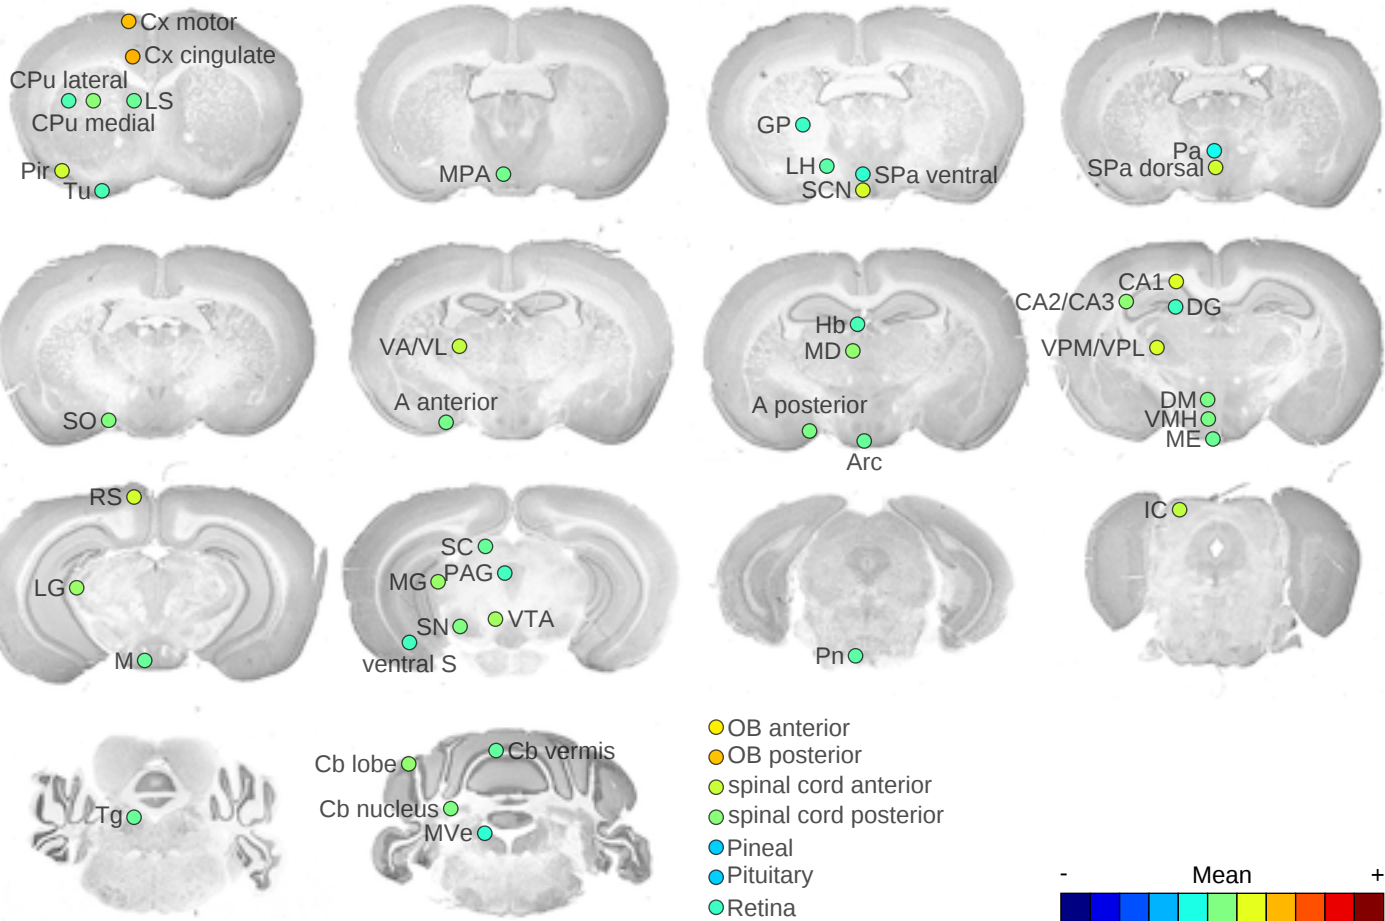 Cx motor
Cx cingulate
CPu lateral
LS
CPu medial
Pir
Tu
MPA
GP
LH
SPa ventral
SCN
Pa
SPa dorsal
SO
VA/VL
A anterior
Hb
MD
A posterior
Arc
CA1
CA2/CA3
DG
VPM/VPL
DM
VMH
ME
RS
LG
M
SC
PAG
MG
VTA
SN
ventral S
Pn
IC
Tg
Cb lobe
Cb vermis
Cb nucleus
MVe
OB anterior
OB posterior
spinal cord anterior
spinal cord posterior
Pineal
Pituitary
Retina
- Mean +